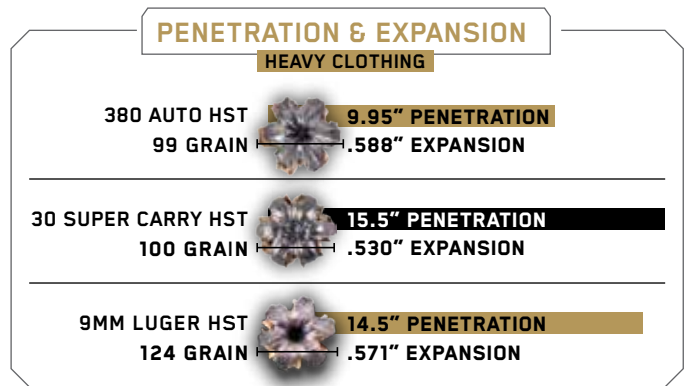 PENETRATION & EXPANSION
HEAVY CLOTHING
380 AUTO HST 9.95” PENETRATION
99 GRAIN .588” EXPANSION
30 SUPER CARRY HST 15.5” PENETRATION
100 GRAIN .530” EXPANSION
9MM LUGER HST 14.5” PENETRATION
124 GRAIN .571” EXPANSION